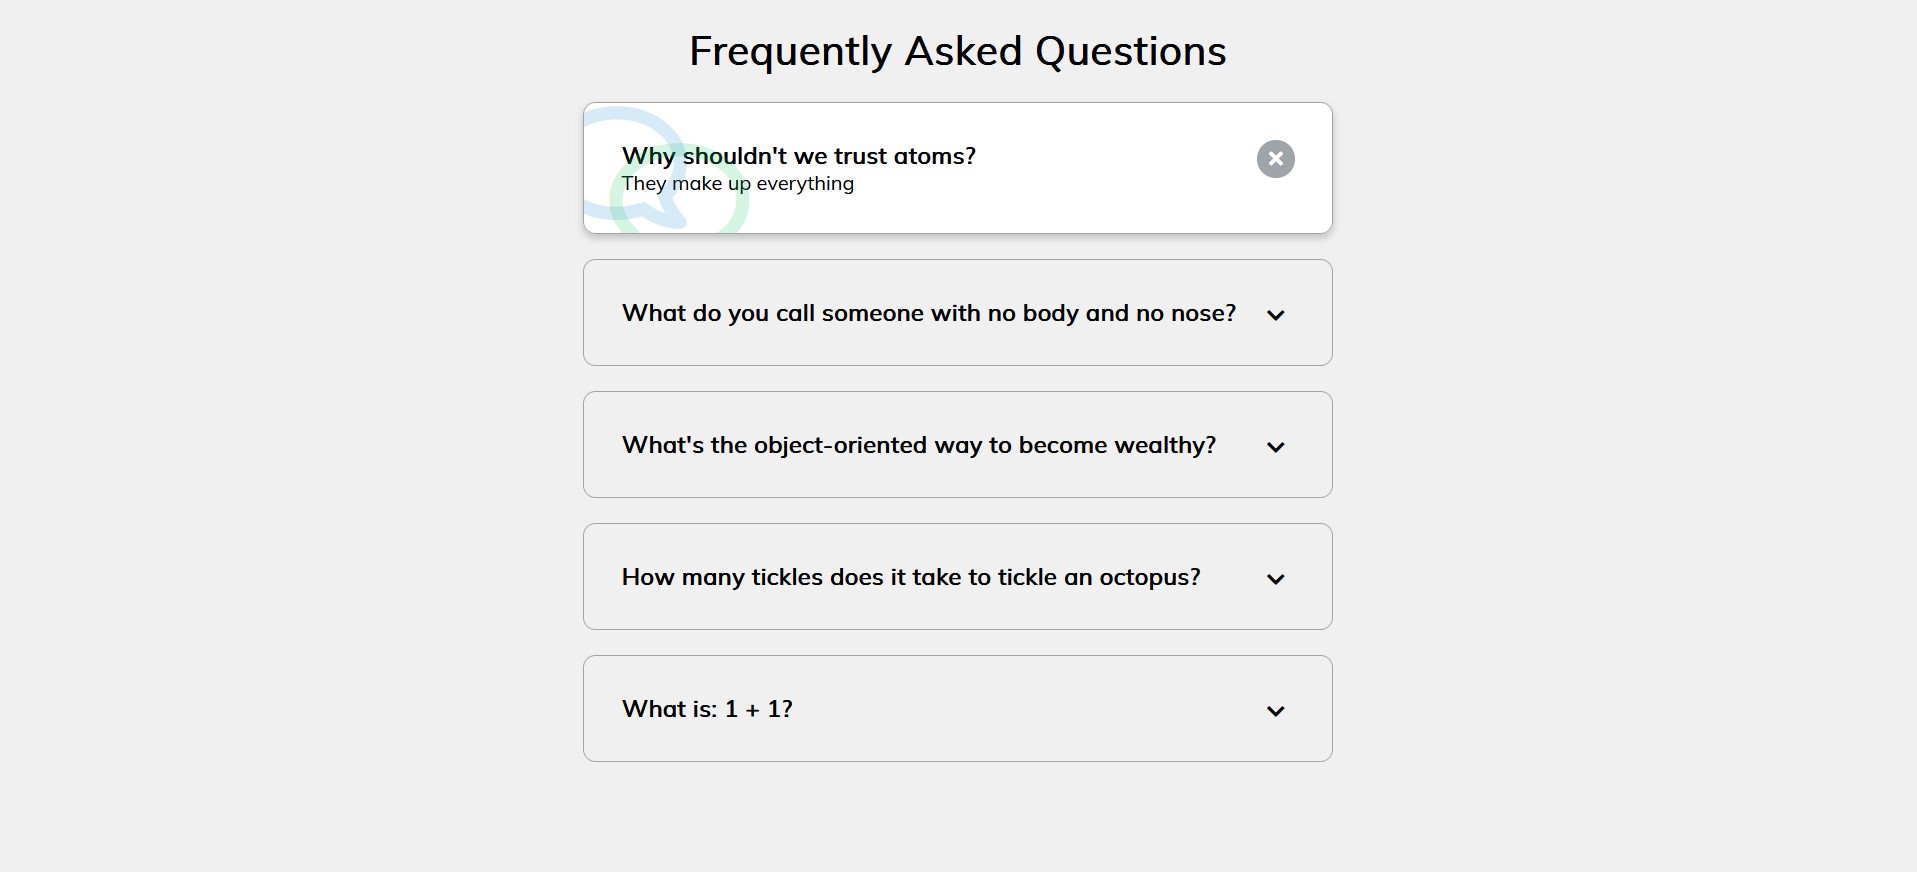 Frequently Asked Questions
Why shouldn't we trust atoms?
They make up everything
What do you call someone with no body and no nose?
What's the object-oriented way to become wealthy?
How many tickles does it take to tickle an octopus?
What is: 1 + 1?